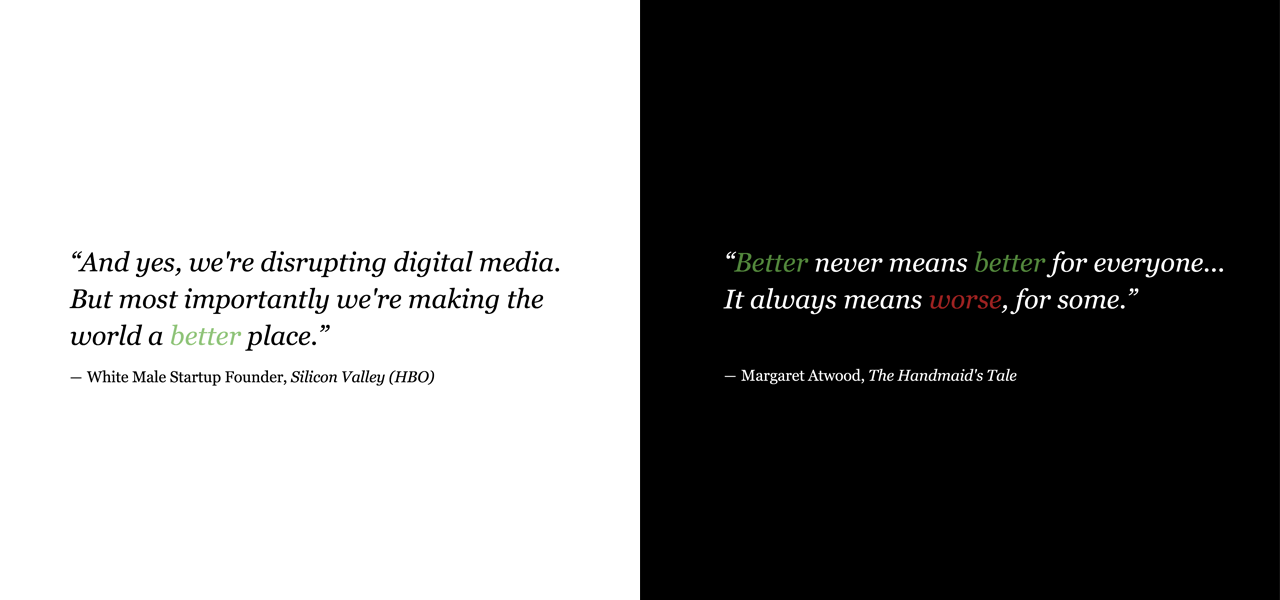 “And yes, we're disrupting digital media.
But most importantly we're making the
world a better place.”
— White Male Startup Founder, Silicon Valley (HBO)
“Better never means better for everyone...
It always means worse, for some.”
— Margaret Atwood, The Handmaid's Tale